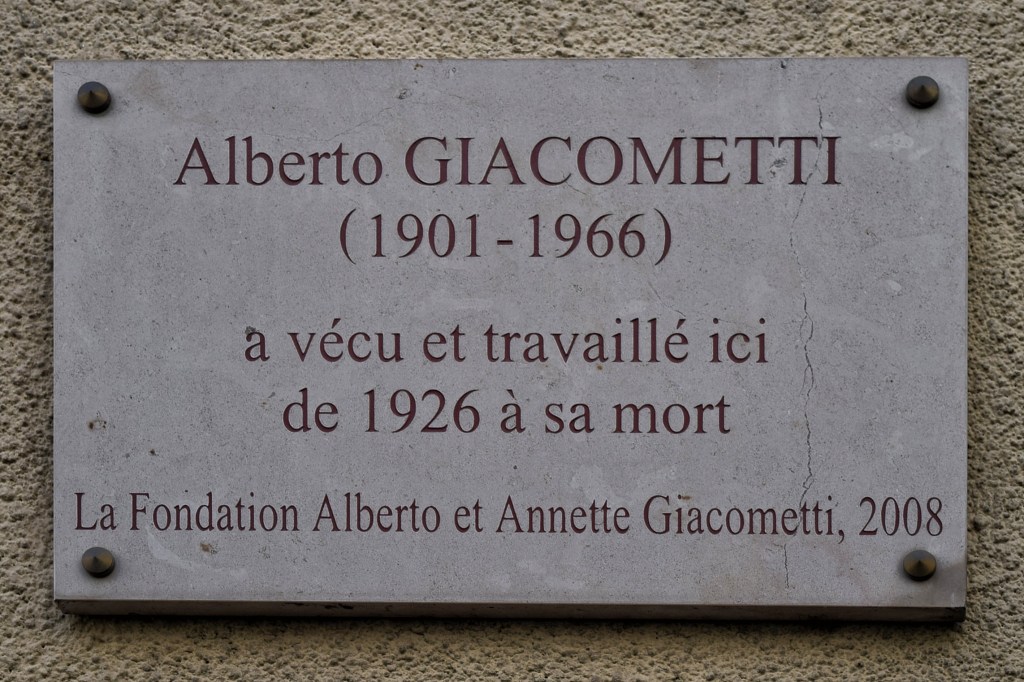 Alberto GIACOMETTI
(1901-1966)
a vécu et travaillé ici
de 1926 à sa mort
La Fondation Alberto et Annette Giacometti, 2008